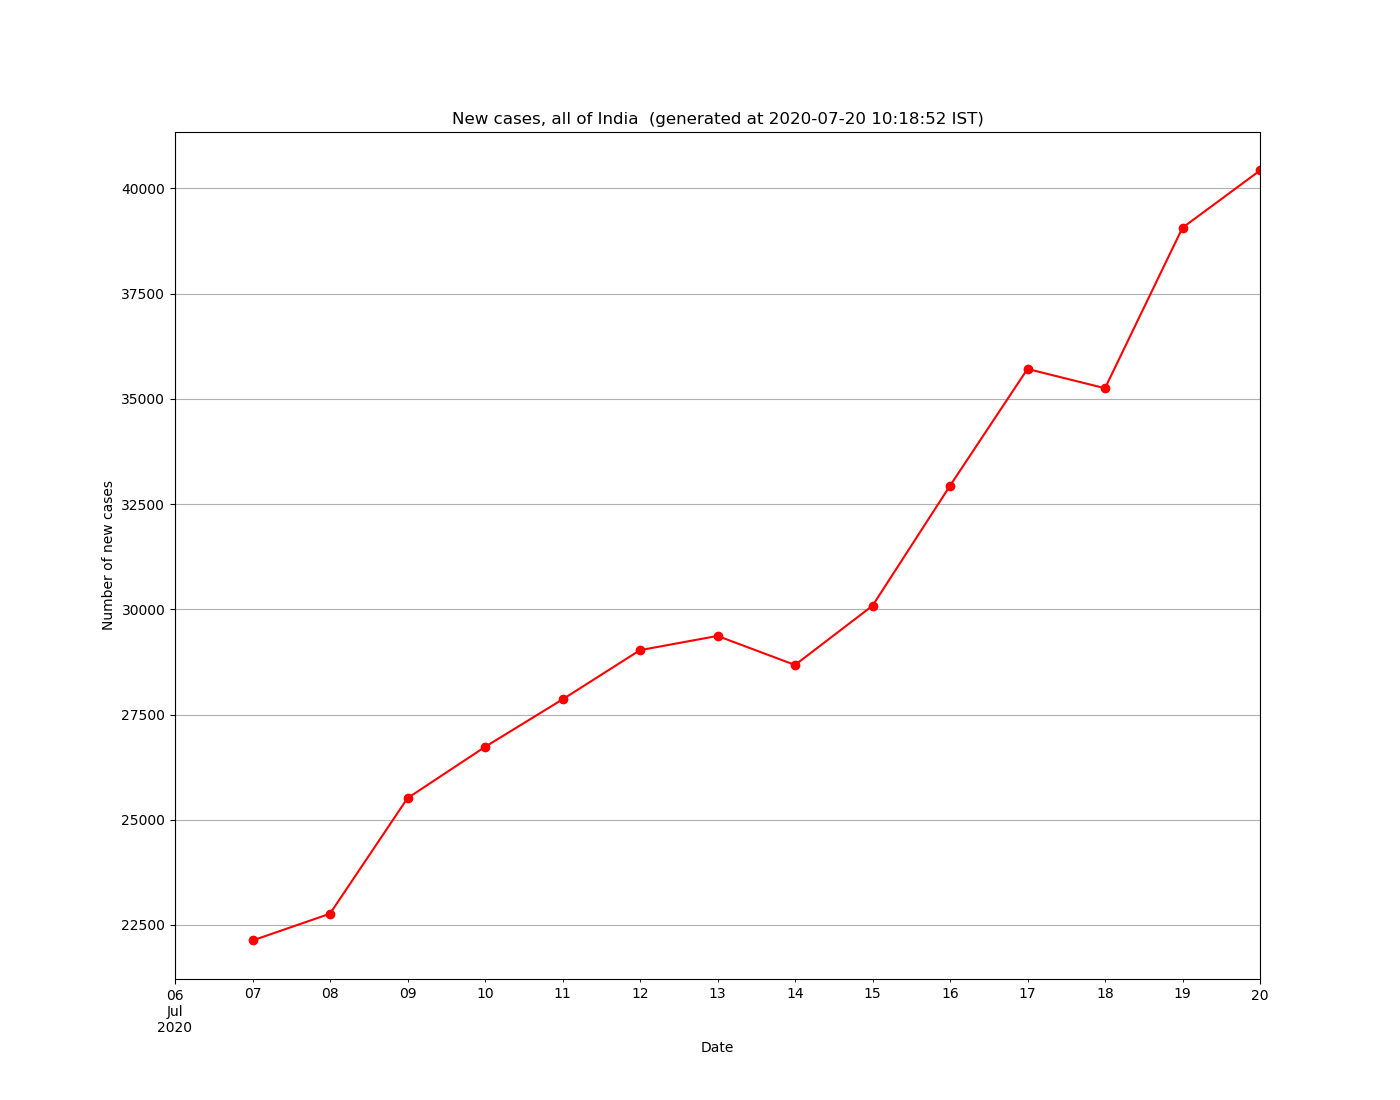 New cases, all of India  (generated at 2020-07-20 10:18:52 IST)
40000
37500
35000
32500
30000
27500
25000
22500
Number of new cases
06 07 08 09 10 11 12 13 14 15 16 17 18 19 20
Jul
2020
Date